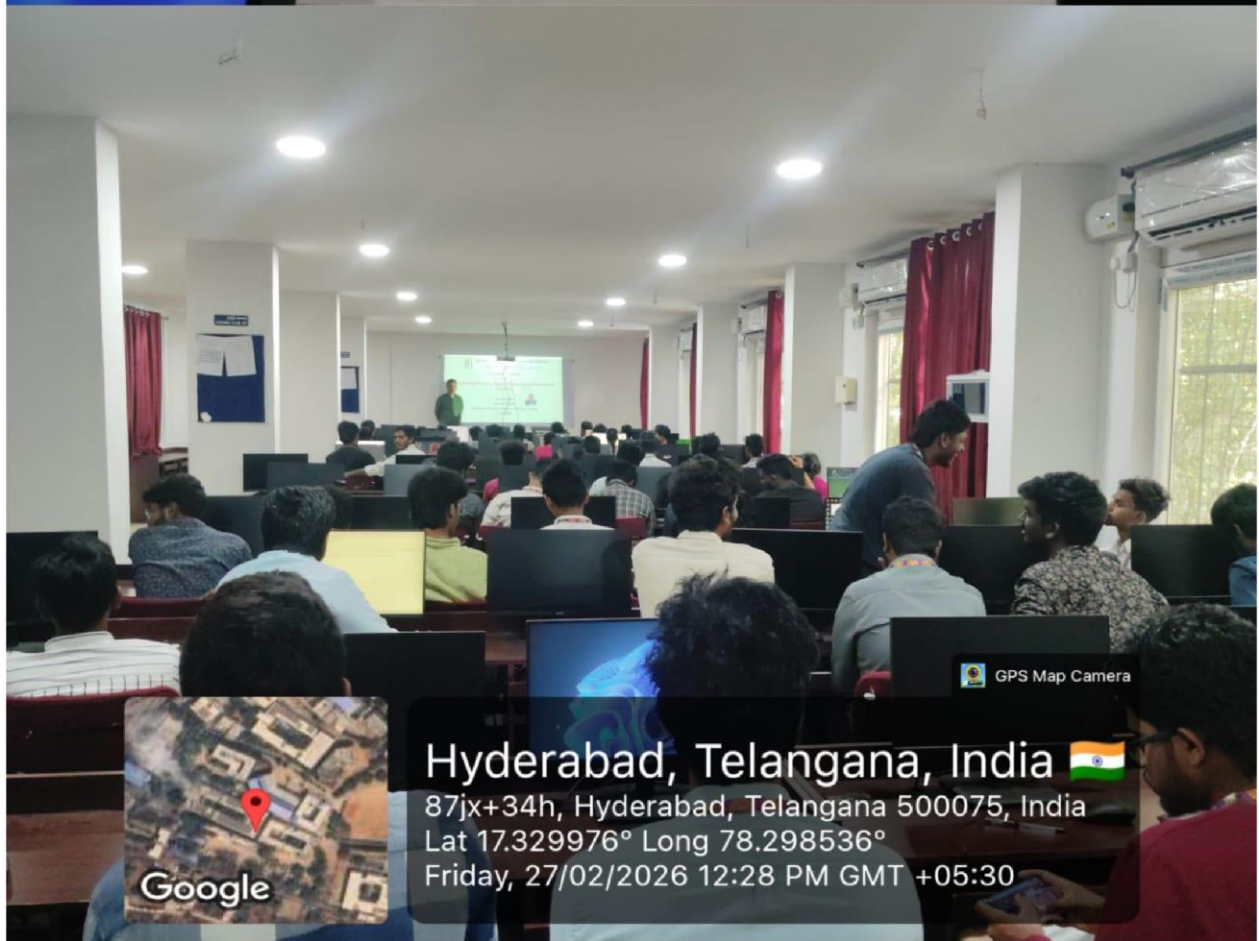 GPS Map Camera
Hyderabad, Telangana, India
87jx+34h, Hyderabad, Telangana 500075, India
Lat 17.329976° Long 78.298536°
Friday, 27/02/2026 12:28 PM GMT +05:30
Google